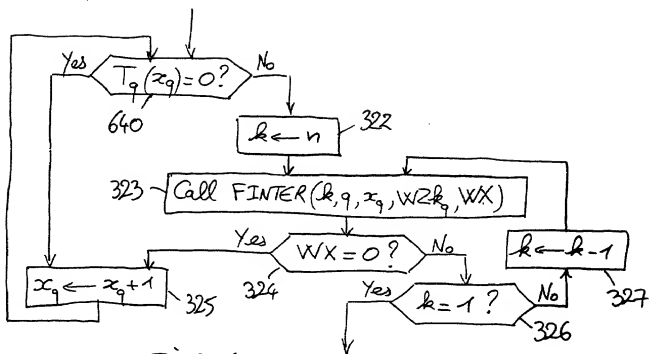 Yes
T_q(x_q)=0?
No
640
k ← n
322
323
Call FINTER(k,q,x_q,WZk_q,WX)
Yes
WX=0?
No
k ← k-1
324
327
x_q ← x_q+1
325
Yes
k=1?
No
326